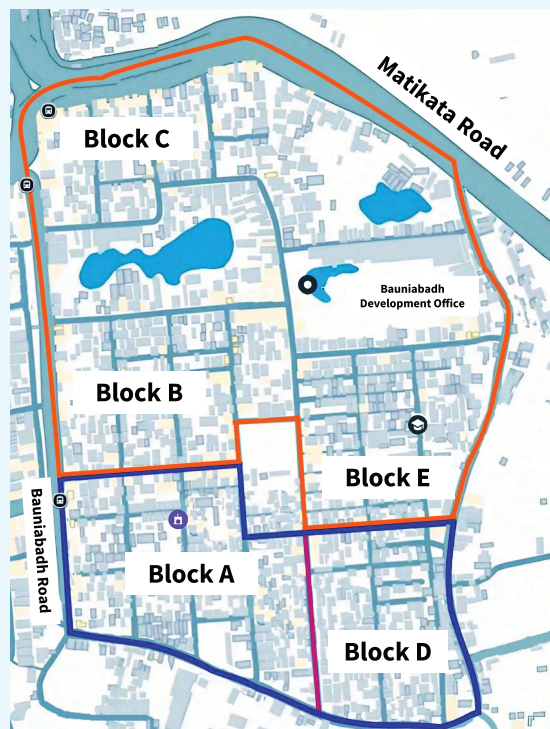 Matikata Road
Block C
Bauniabadh
Development Office
Block B
Block E
Bauniabadh Road
Block A
Block D